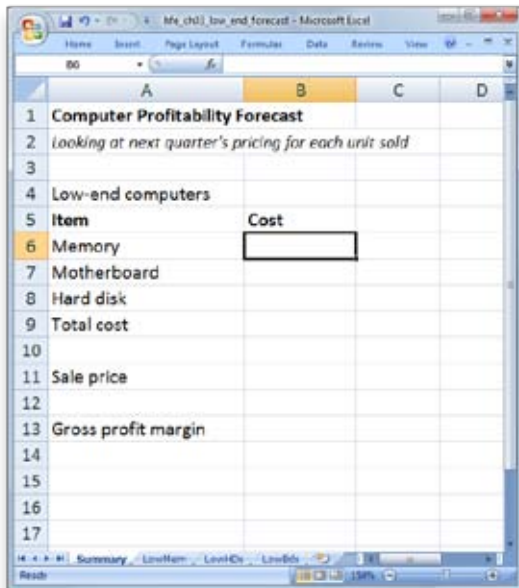 hfe_ch03_low_end_forecast - Microsoft Excel
Home Insert Page Layout Formulas Data Review View
B6 fx
A B C D
1 Computer Profitability Forecast
2 Looking at next quarter's pricing for each unit sold
3
4 Low-end computers
5 Item Cost
6 Memory
7 Motherboard
8 Hard disk
9 Total cost
10
11 Sale price
12
13 Gross profit margin
14
15
16
17
Summary LowMem LowHDs LowBds
Ready 150%